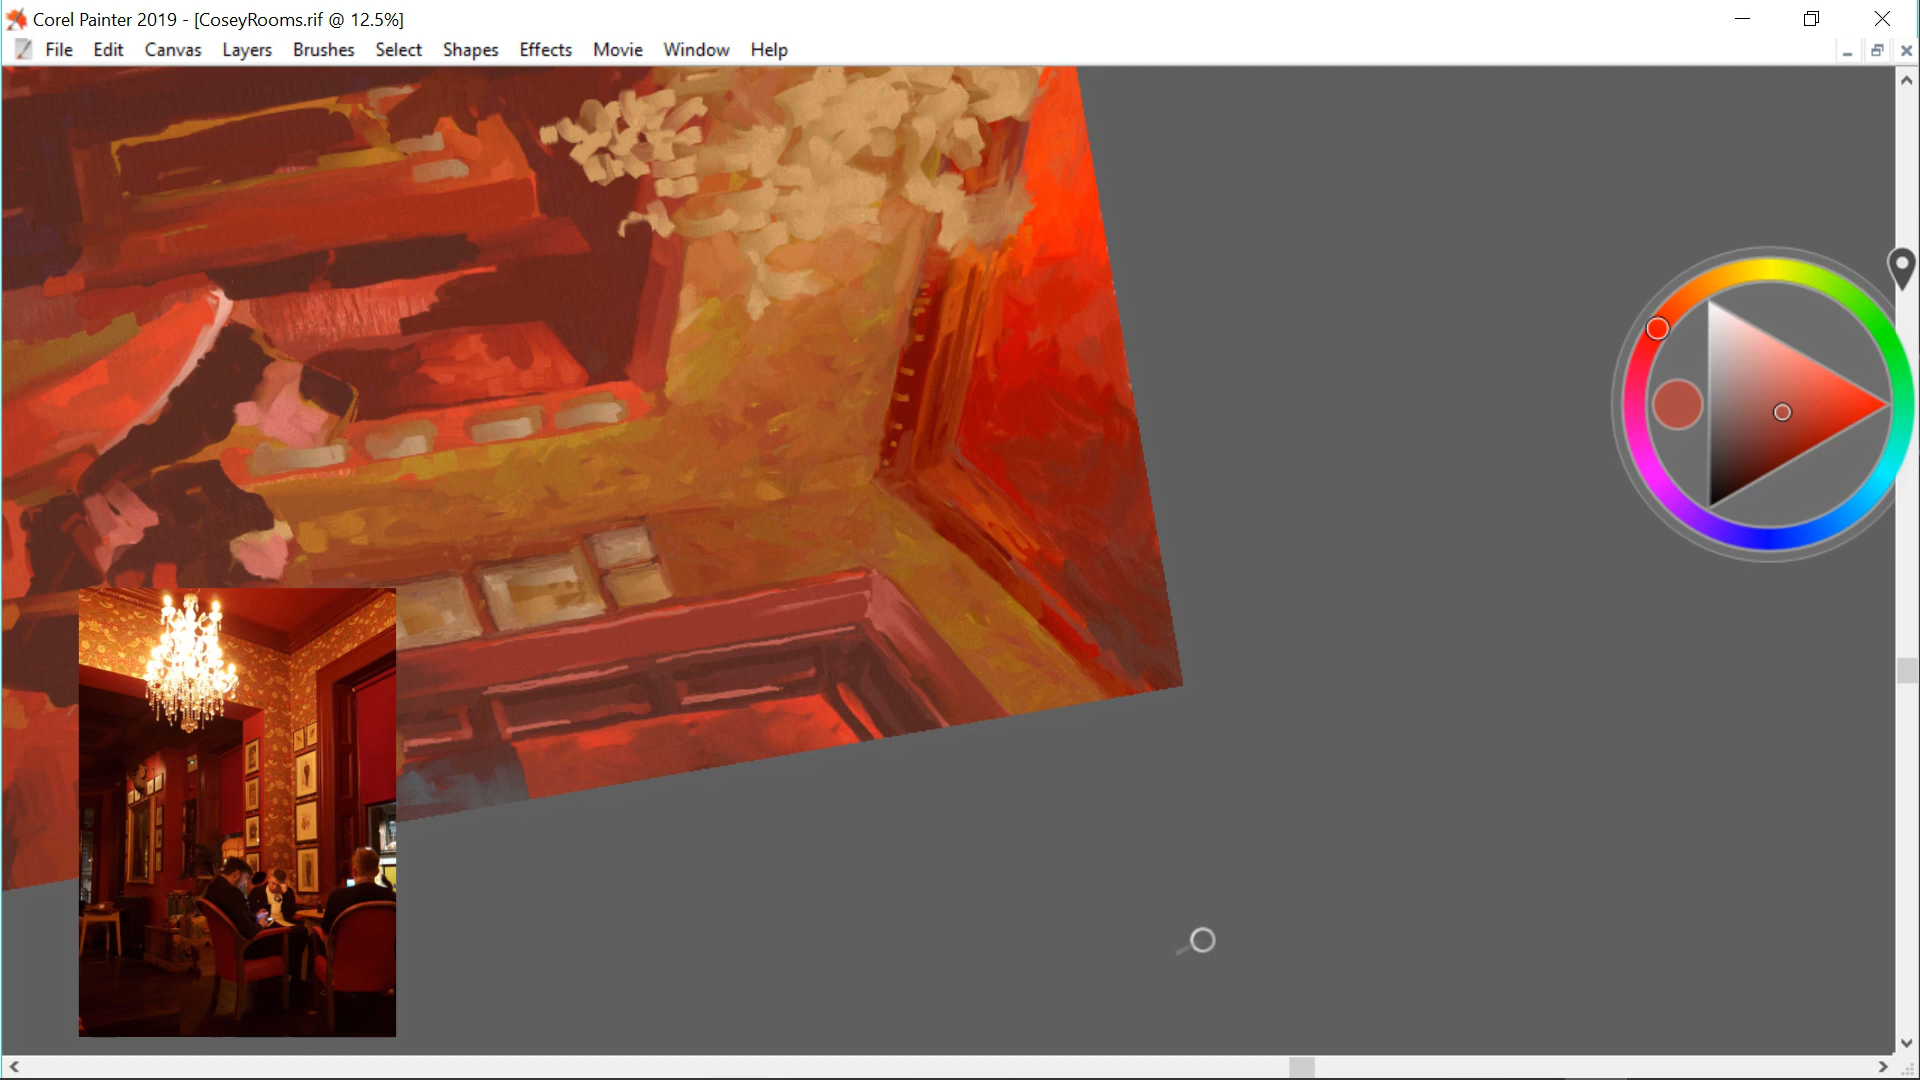 Corel Painter 2019 - [CoseyRooms.rif @ 12.5%]
File Edit Canvas Layers Brushes Select Shapes Effects Movie Window Help